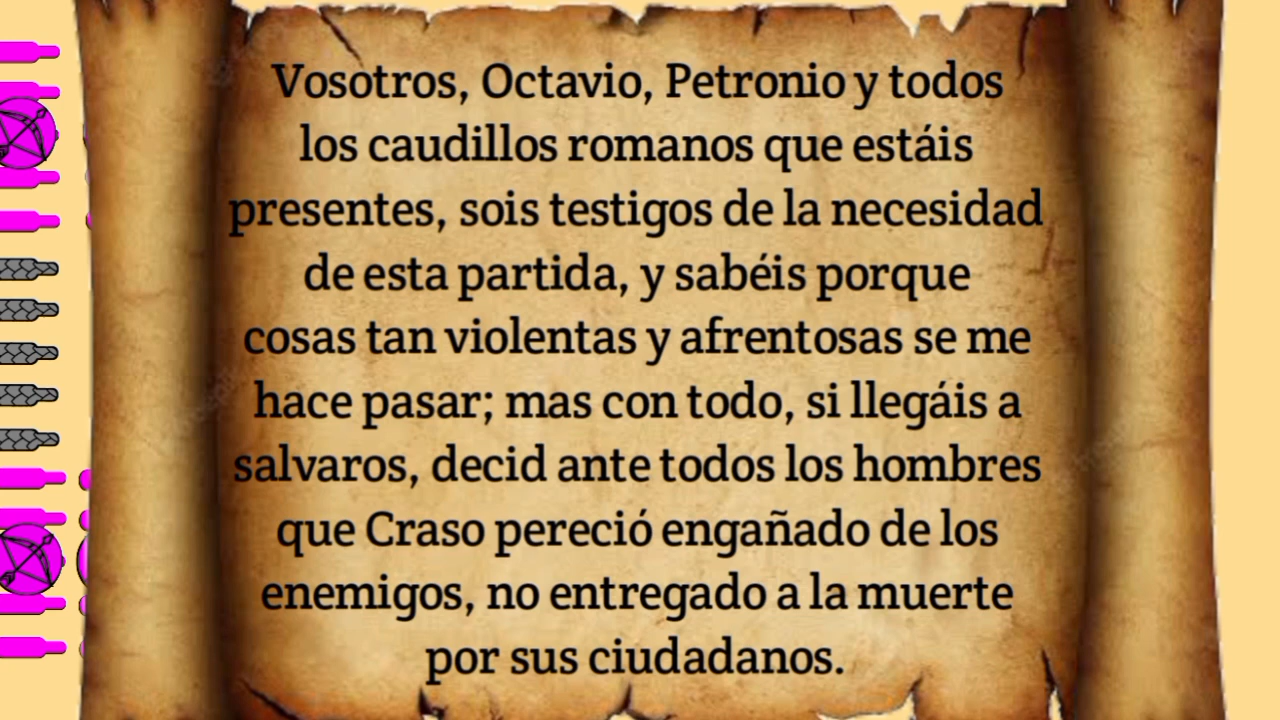 Vosotros, Octavio, Petronio y todos
los caudillos romanos que estáis
presentes, sois testigos de la necesidad
de esta partida, y sabéis porque
cosas tan violentas y afrentosas se me
hace pasar; mas con todo, si llegáis a
salvaros, decid ante todos los hombres
que Craso pereció engañado de los
enemigos, no entregado a la muerte
por sus ciudadanos.